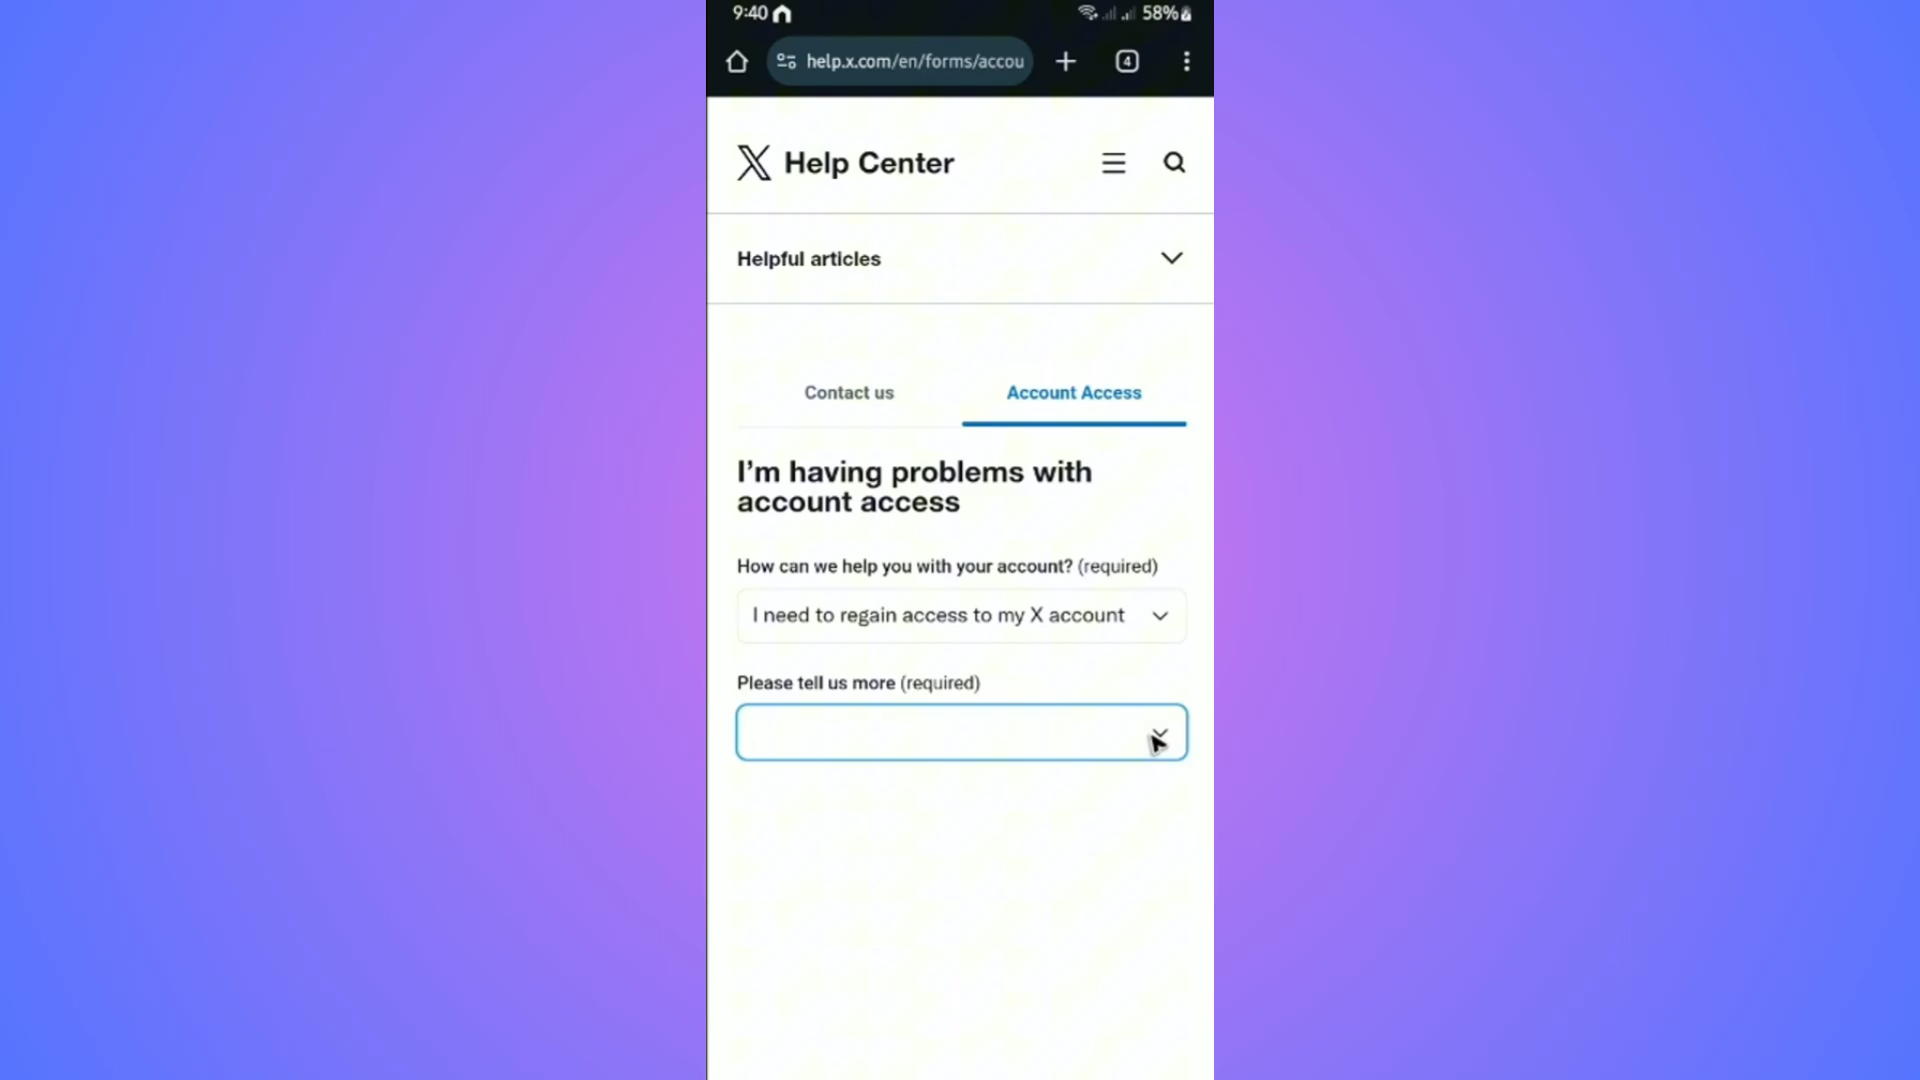 9:40 58%
help.x.com/en/forms/accou 4
X Help Center
Helpful articles
Contact us Account Access
I'm having problems with
account access
How can we help you with your account? (required)
I need to regain access to my X account
Please tell us more (required)